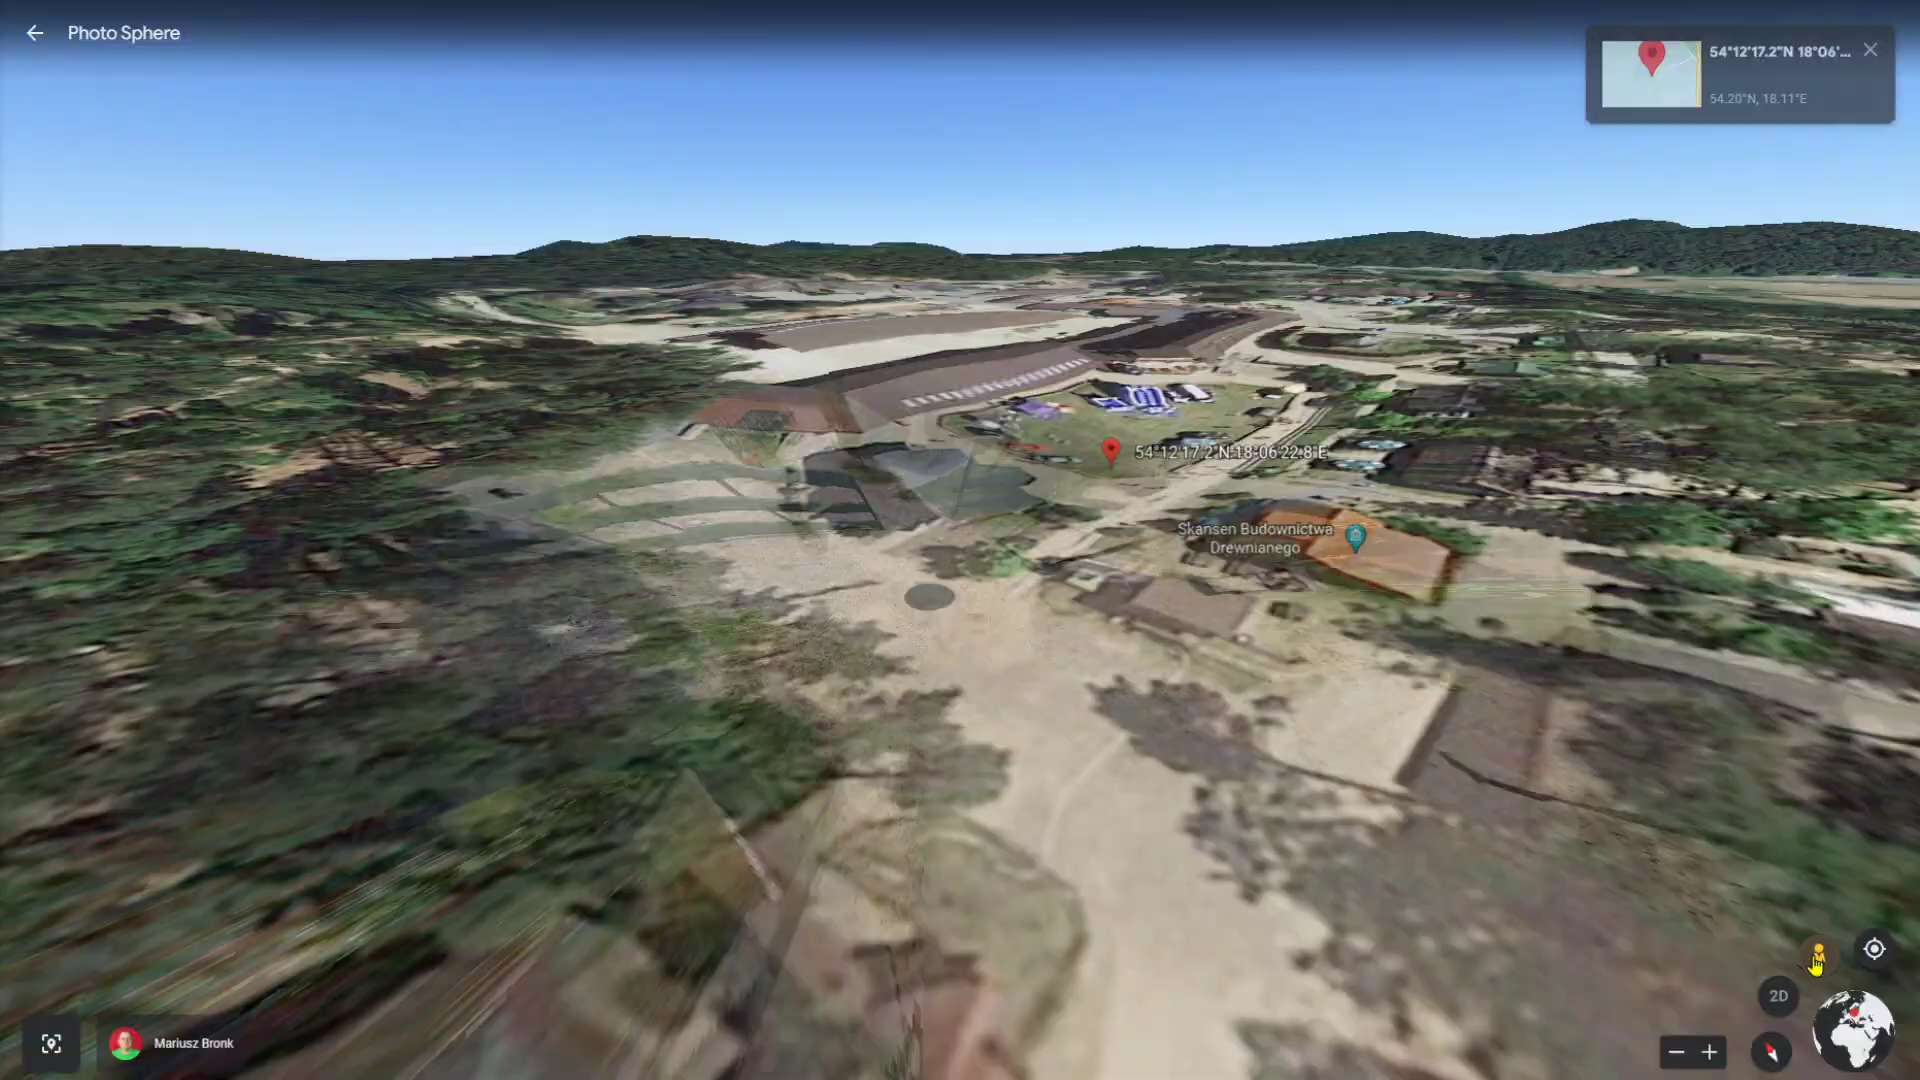 Photo Sphere
54°12'17.2"N 18°06'...
54.20°N, 18.11°E
54°12'17.2"N 18°06'22.8"E
Skansen Budownictwa
Drewnianego
2D
Mariusz Bronk